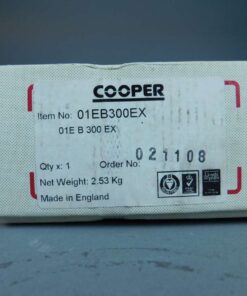 COOPER
Item No: 01EB300EX
01E B 300 EX
Qty x: 1 Order No:
021108
Net Weight: 2.53 Kg
Made in England